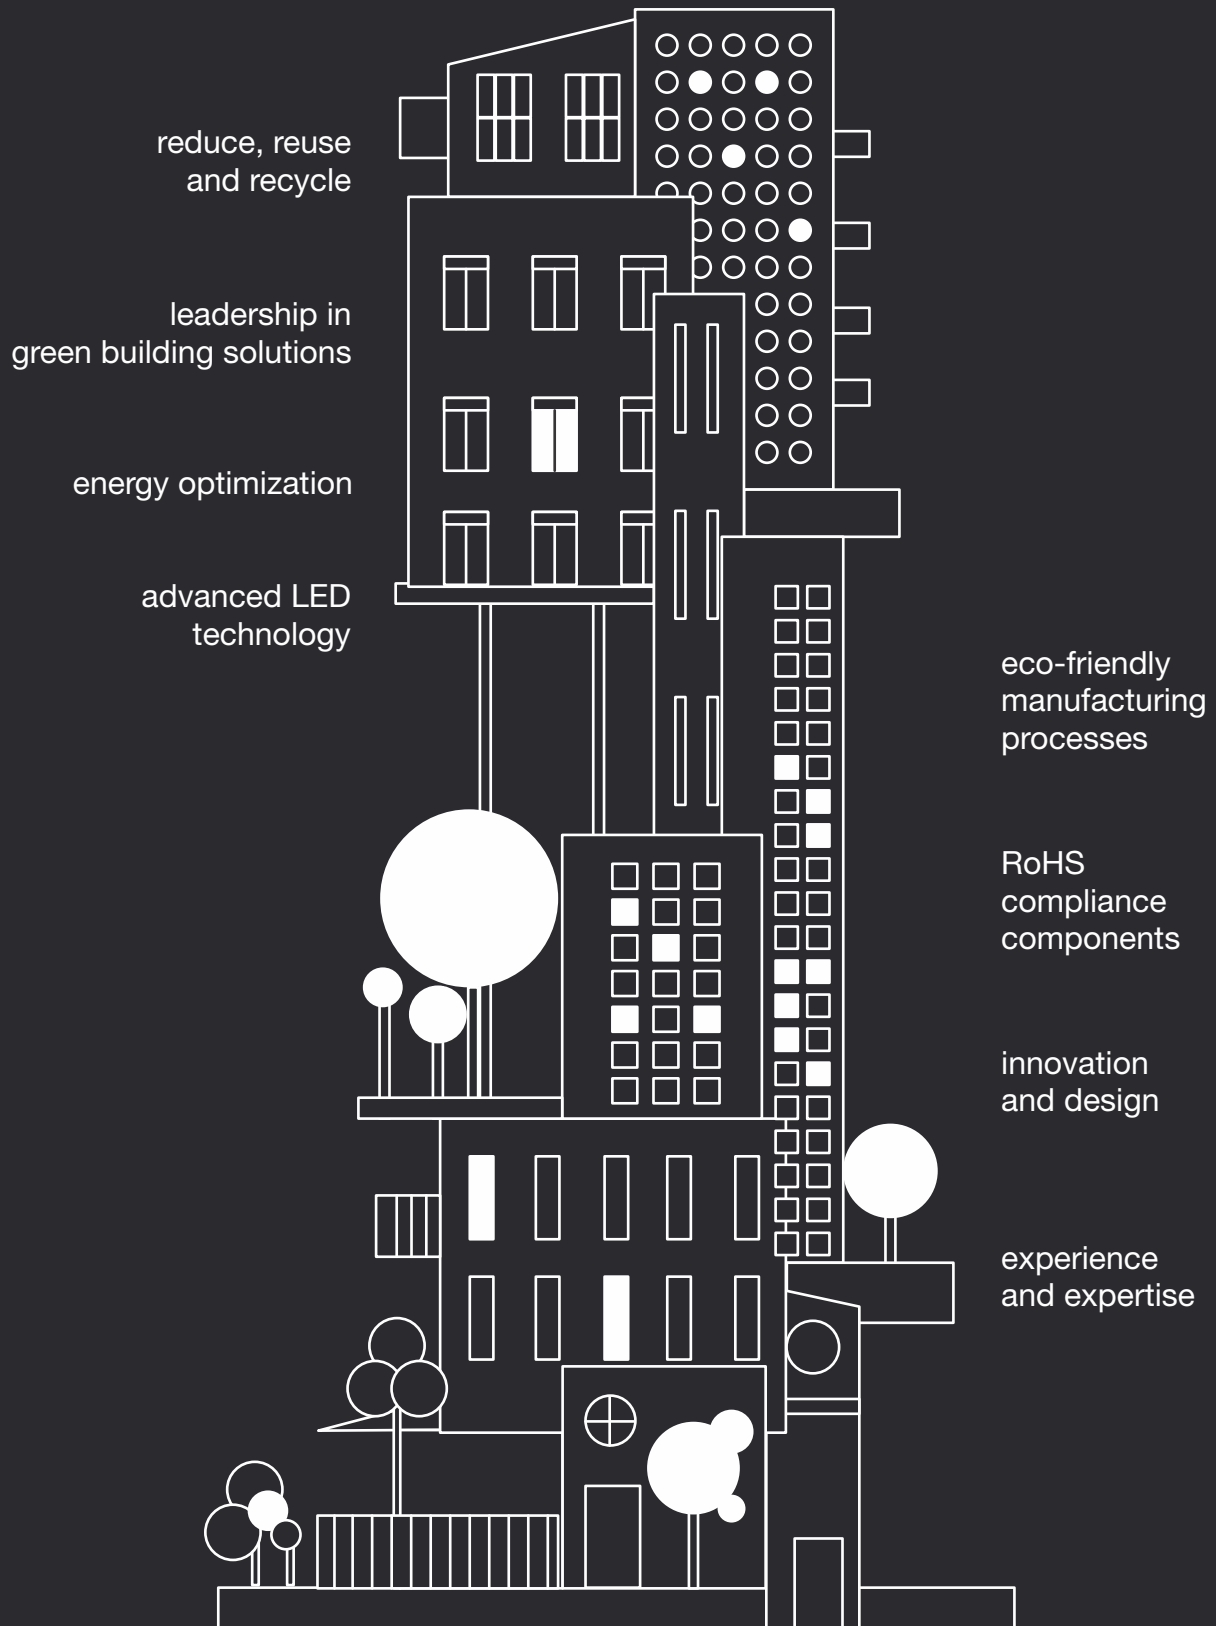 reduce, reuse
and recycle
leadership in
green building solutions
energy optimization
advanced LED
technology
eco-friendly
manufacturing
processes
RoHS
compliance
components
innovation
and design
experience
and expertise